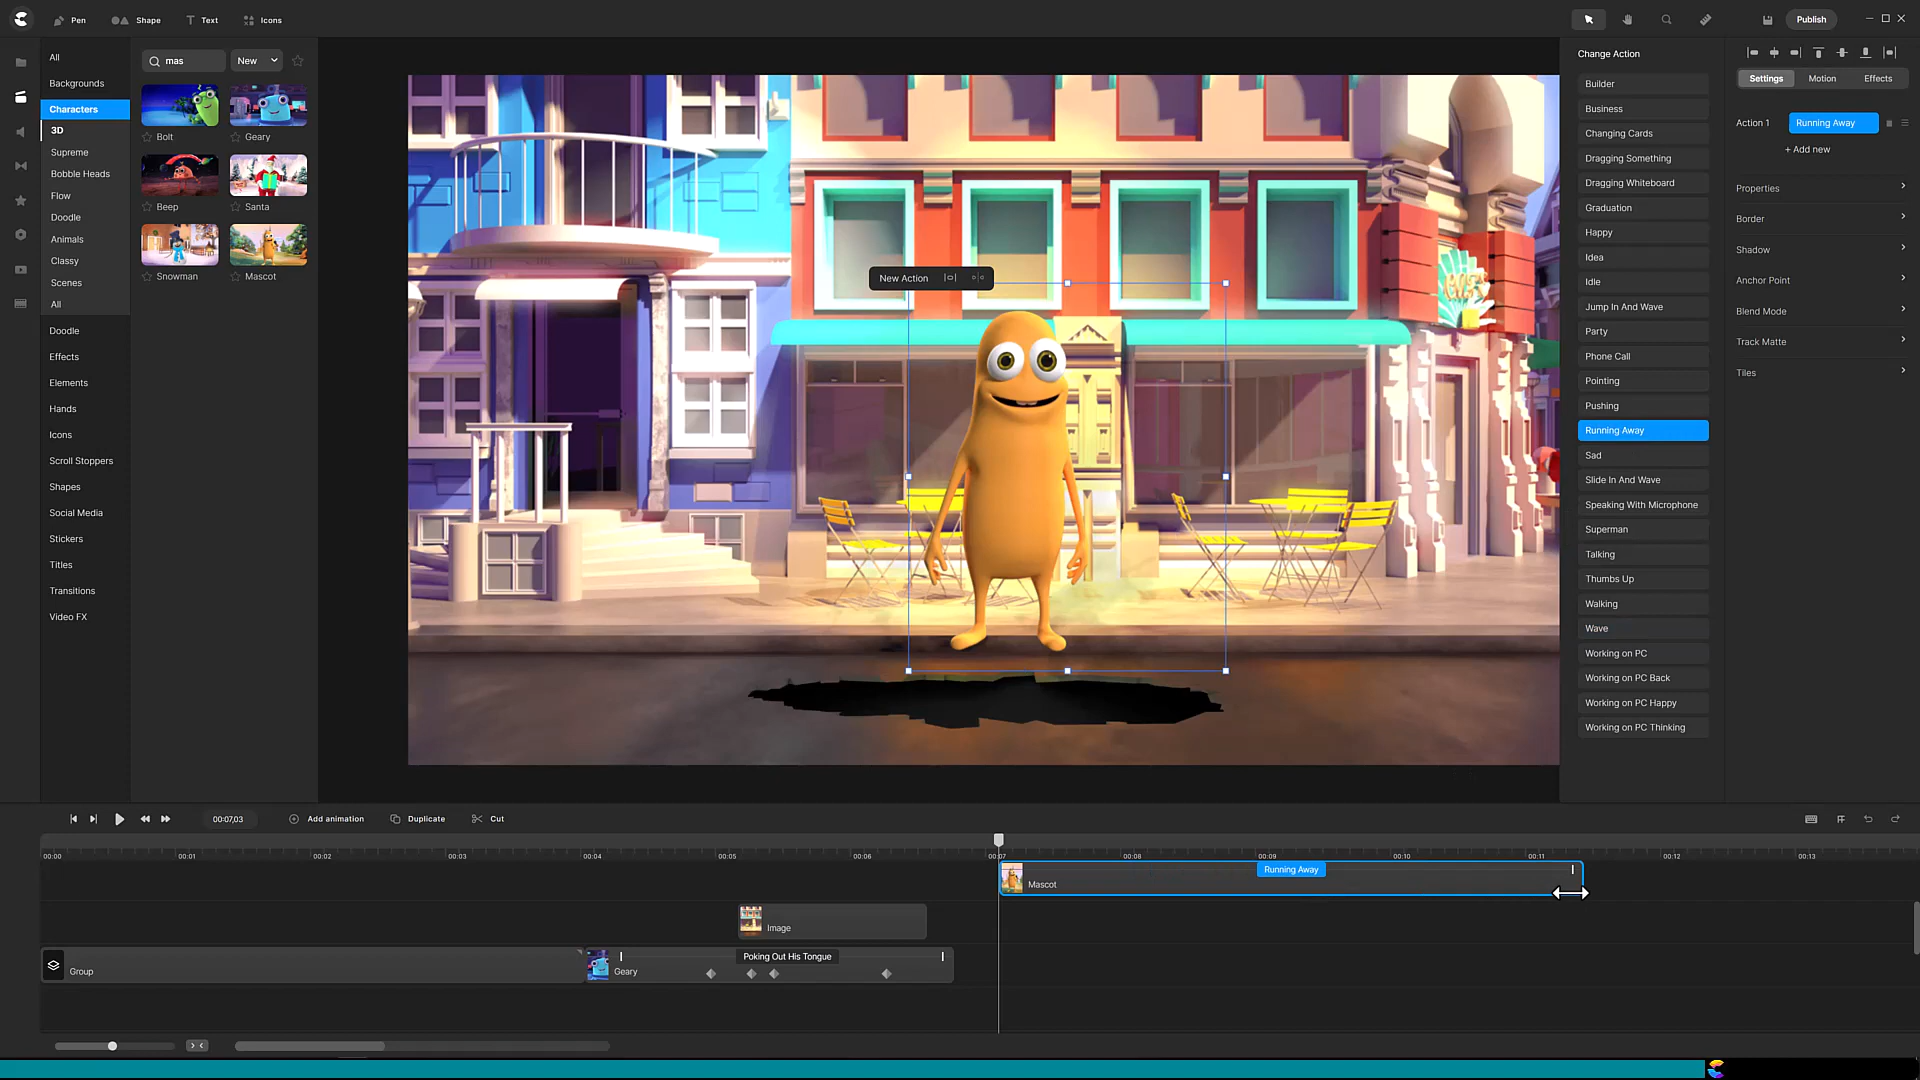 Pen
Shape
Text
Icons
Publish
All
Backgrounds
Characters
3D
Supreme
Bobble Heads
Flow
Doodle
Animals
Classy
Scenes
All
Doodle
Effects
Elements
Hands
Icons
Scroll Stoppers
Shapes
Social Media
Stickers
Titles
Transitions
Video FX
mas
New
Bolt
Geary
Beep
Santa
Snowman
Mascot
New Action
Change Action
Builder
Business
Changing Cards
Dragging Something
Dragging Whiteboard
Graduation
Happy
Idea
Idle
Jump In And Wave
Party
Phone Call
Pointing
Pushing
Running Away
Sad
Slide In And Wave
Speaking With Microphone
Superman
Talking
Thumbs Up
Walking
Wave
Working on PC
Working on PC Back
Working on PC Happy
Working on PC Thinking
Settings
Motion
Effects
Action 1
Running Away
+ Add new
Properties
Border
Shadow
Anchor Point
Blend Mode
Track Matte
Tiles
00:07,03
Add animation
Duplicate
Cut
00:00
00:01
00:02
00:03
00:04
00:05
00:06
00:07
00:08
00:09
00:10
00:11
00:12
00:13
Running Away
Mascot
Image
Group
Geary
Poking Out His Tongue